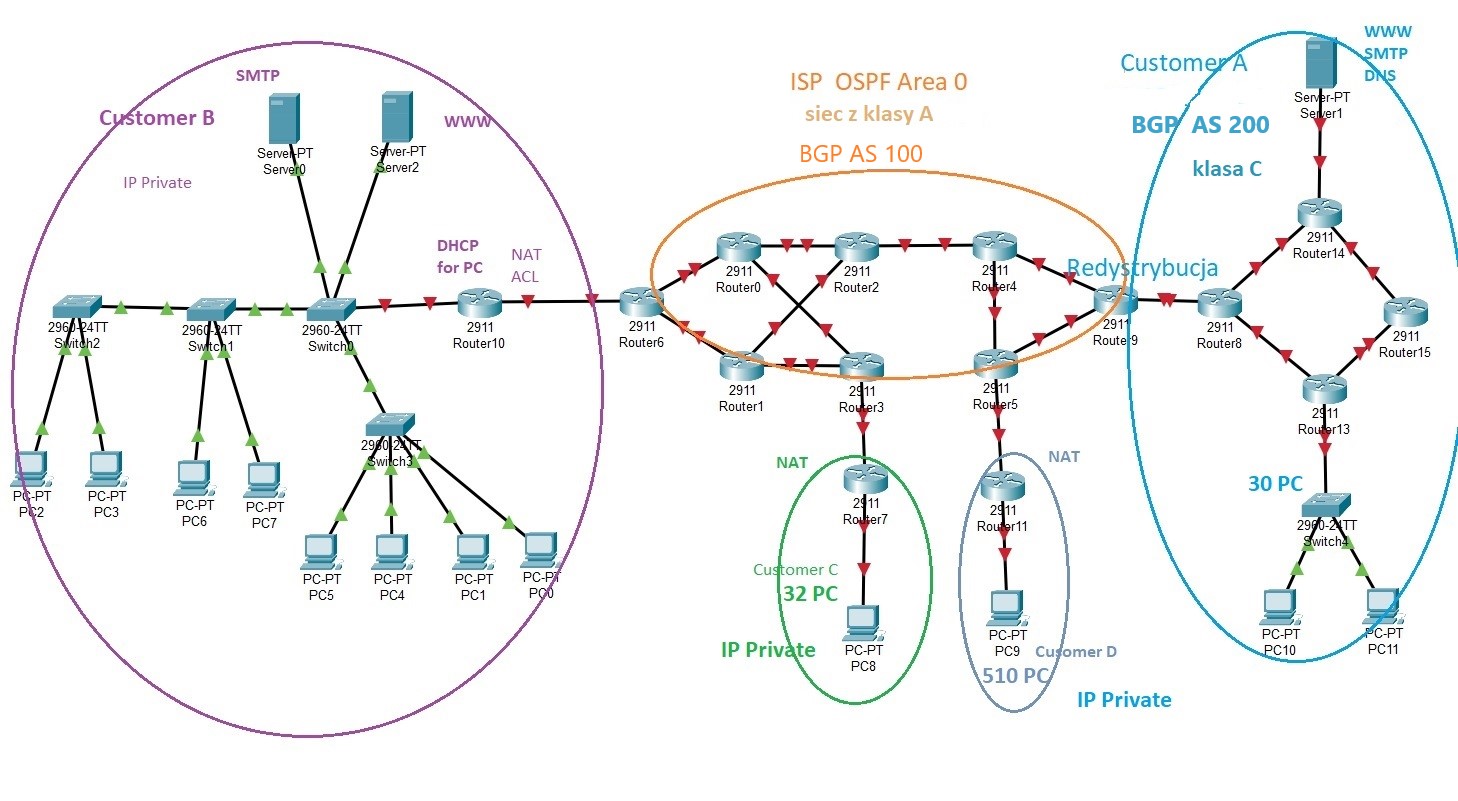 SMTP
Customer B
WWW
Server-PT
Server0
Server-PT
Server2
IP Private
DHCP
for PC
NAT
ACL
2960-24TT
Switch2
2960-24TT
Switch1
2960-24TT
Switch0
2911
Router10
2960-24TT
Switch3
PC-PT
PC2
PC-PT
PC3
PC-PT
PC6
PC-PT
PC7
PC-PT
PC5
PC-PT
PC4
PC-PT
PC1
PC-PT
PC0
ISP OSPF Area 0
siec z klasy A
BGP AS 100
2911
Router6
2911
Router0
2911
Router2
2911
Router4
2911
Router1
2911
Router3
2911
Router5
Redystrybucja
2911
Router9
NAT
2911
Router7
Customer C
32 PC
IP Private
PC-PT
PC8
NAT
2911
Router11
PC-PT
PC9
Cusomer D
510 PC
IP Private
Customer A
BGP AS 200
klasa C
WWW
SMTP
DNS
Server-PT
Server1
2911
Router14
2911
Router8
2911
Router15
2911
Router13
30 PC
2960-24TT
Switch4
PC-PT
PC10
PC-PT
PC11